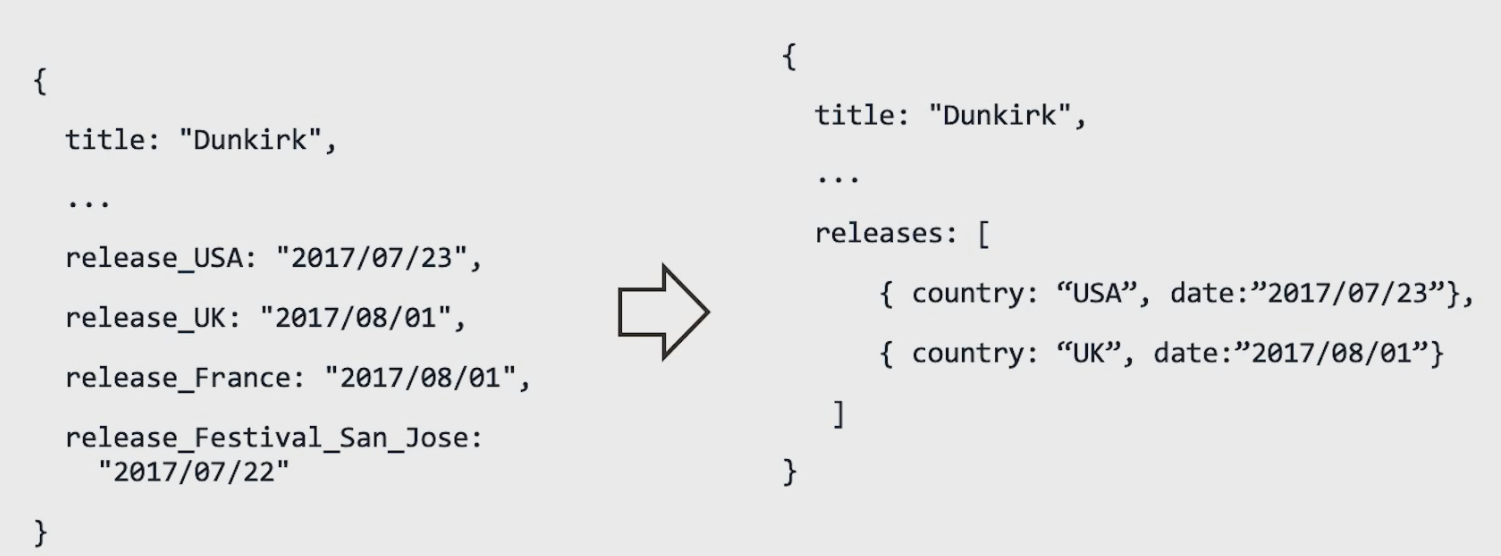 {
title: "Dunkirk",
...
release_USA: "2017/07/23",
release_UK: "2017/08/01",
release_France: "2017/08/01",
release_Festival_San_Jose:
"2017/07/22"
}
{
title: "Dunkirk",
...
releases: [
{ country: “USA”, date:”2017/07/23”},
{ country: “UK”, date:”2017/08/01”}
]
}